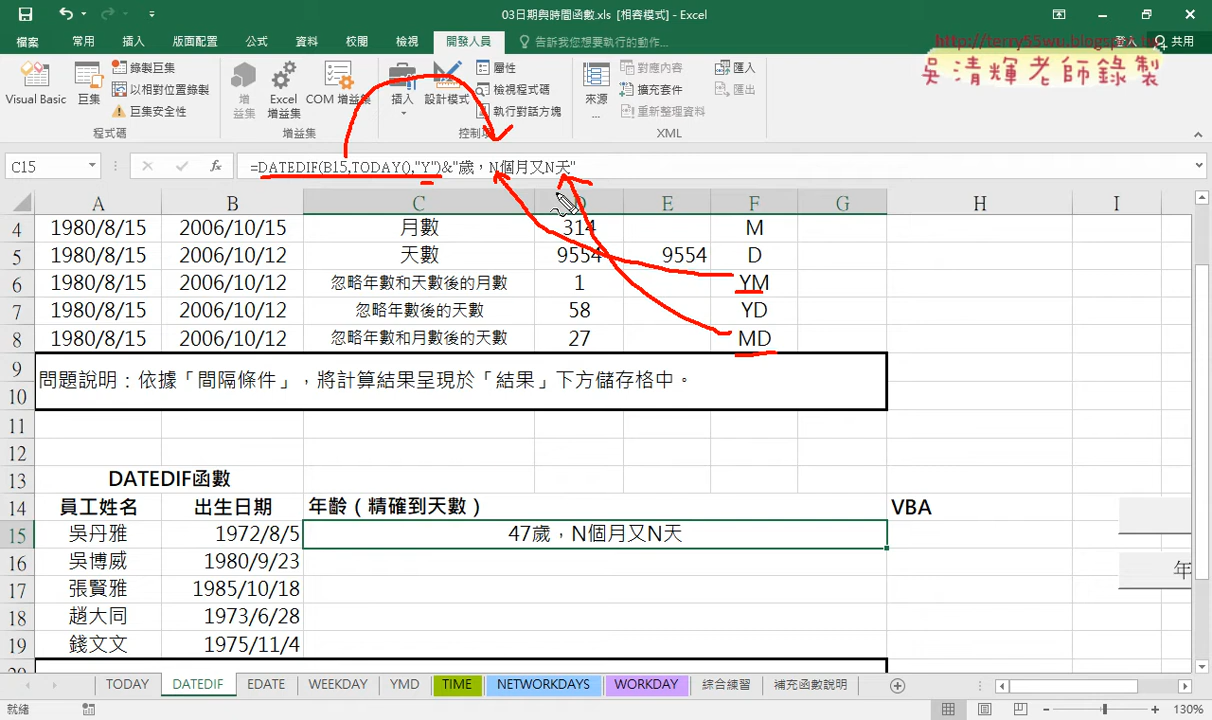 03日期與時間函數.xls [相容模式] - Excel
檔案 常用 插入 版面配置 公式 資料 校閱 檢視 開發人員 告訴我您想要執行的動作... 登入 共用
http://terry55wu.blogspot.
吳清輝老師錄製
Visual Basic 巨集 錄製巨集 以相對位置錄製 巨集安全性
增益集 Excel 增益集 COM 增益集
插入 設計模式 屬性 檢視程式碼 執行對話方塊
來源... 對應內容 擴充套件 重新整理資料 匯入 匯出
程式碼 增益集 控制項 XML
C15 fx =DATEDIF(B15,TODAY(),"Y")&"歲，N個月又N天"
A B C D E F G H I
4 1980/8/15 2006/10/15 月數 314 M
5 1980/8/15 2006/10/12 天數 9554 9554 D
6 1980/8/15 2006/10/12 忽略年數和天數後的月數 1 YM
7 1980/8/15 2006/10/12 忽略年數後的天數 58 YD
8 1980/8/15 2006/10/12 忽略年數和月數後的天數 27 MD
9 問題說明：依據「間隔條件」，將計算結果呈現於「結果」下方儲存格中。
10
11
12
13 DATEDIF函數
14 員工姓名 出生日期 年齡（精確到天數） VBA
15 吳丹雅 1972/8/5 47歲，N個月又N天
16 吳博威 1980/9/23
17 張賢雅 1985/10/18 年
18 趙大同 1973/6/28
19 錢文文 1975/11/4
TODAY DATEDIF EDATE WEEKDAY YMD TIME NETWORKDAYS WORKDAY 綜合練習 補充函數說明
就緒 130%